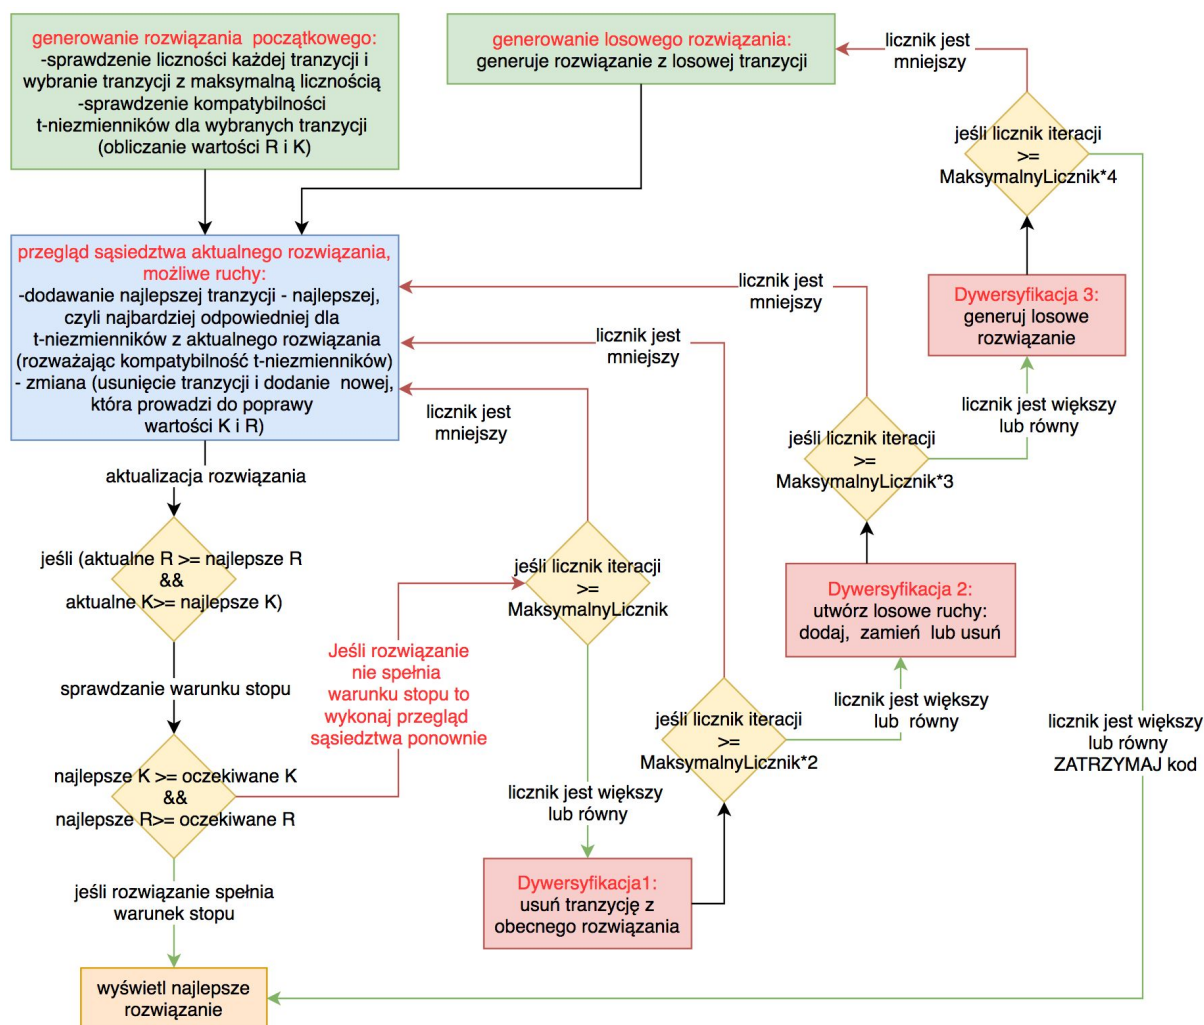 generowanie rozwiązania początkowego:
-sprawdzenie liczności każdej tranzycji i
wybranie tranzycji z maksymalną licznością
-sprawdzenie kompatybilności
t-niezmienników dla wybranych tranzycji
(obliczanie wartości R i K)
generowanie losowego rozwiązania:
generuje rozwiązanie z losowej tranzycji
licznik jest
mniejszy
jeśli licznik iteracji
>=
MaksymalnyLicznik*4
przegląd sąsiedztwa aktualnego rozwiązania,
możliwe ruchy:
-dodawanie najlepszej tranzycji - najlepszej,
czyli najbardziej odpowiedniej dla
t-niezmienników z aktualnego rozwiązania
(rozważając kompatybilność t-niezmienników)
- zmiana (usunięcie tranzycji i dodanie nowej,
która prowadzi do poprawy
wartości K i R)
licznik jest
mniejszy
Dywersyfikacja 3:
generuj losowe
rozwiązanie
licznik jest
mniejszy
licznik jest
mniejszy
licznik jest większy
lub równy
jeśli licznik iteracji
>=
MaksymalnyLicznik*3
aktualizacja rozwiązania
jeśli (aktualne R >= najlepsze R
&&
aktualne K>= najlepsze K)
jeśli licznik iteracji
>=
MaksymalnyLicznik
Dywersyfikacja 2:
utwórz losowe ruchy:
dodaj, zamień lub usuń
Jeśli rozwiązanie
nie spełnia
warunku stopu to
wykonaj przegląd
sąsiedztwa ponownie
sprawdzanie warunku stopu
licznik jest większy
lub równy
jeśli licznik iteracji
>=
MaksymalnyLicznik*2
licznik jest większy
lub równy
ZATRZYMAJ kod
najlepsze K >= oczekiwane K
&&
najlepsze R>= oczekiwane R
licznik jest większy
lub równy
jeśli rozwiązanie spełnia
warunek stopu
Dywersyfikacja1:
usuń tranzycję z
obecnego rozwiązania
wyświetl najlepsze
rozwiązanie